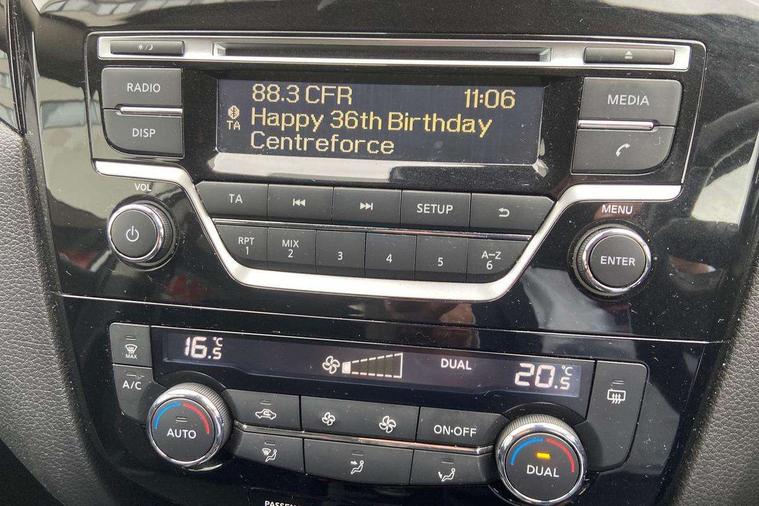 RADIO
DISP
88.3 CFR 11:06
TA Happy 36th Birthday
Centreforce
MEDIA
VOL
TA SETUP
MENU
RPT 1 MIX 2 3 4 5 A-Z 6
ENTER
MAX
16.5 °C DUAL 20.5 °C
A/C
AUTO
ON·OFF
DUAL
PASSEN